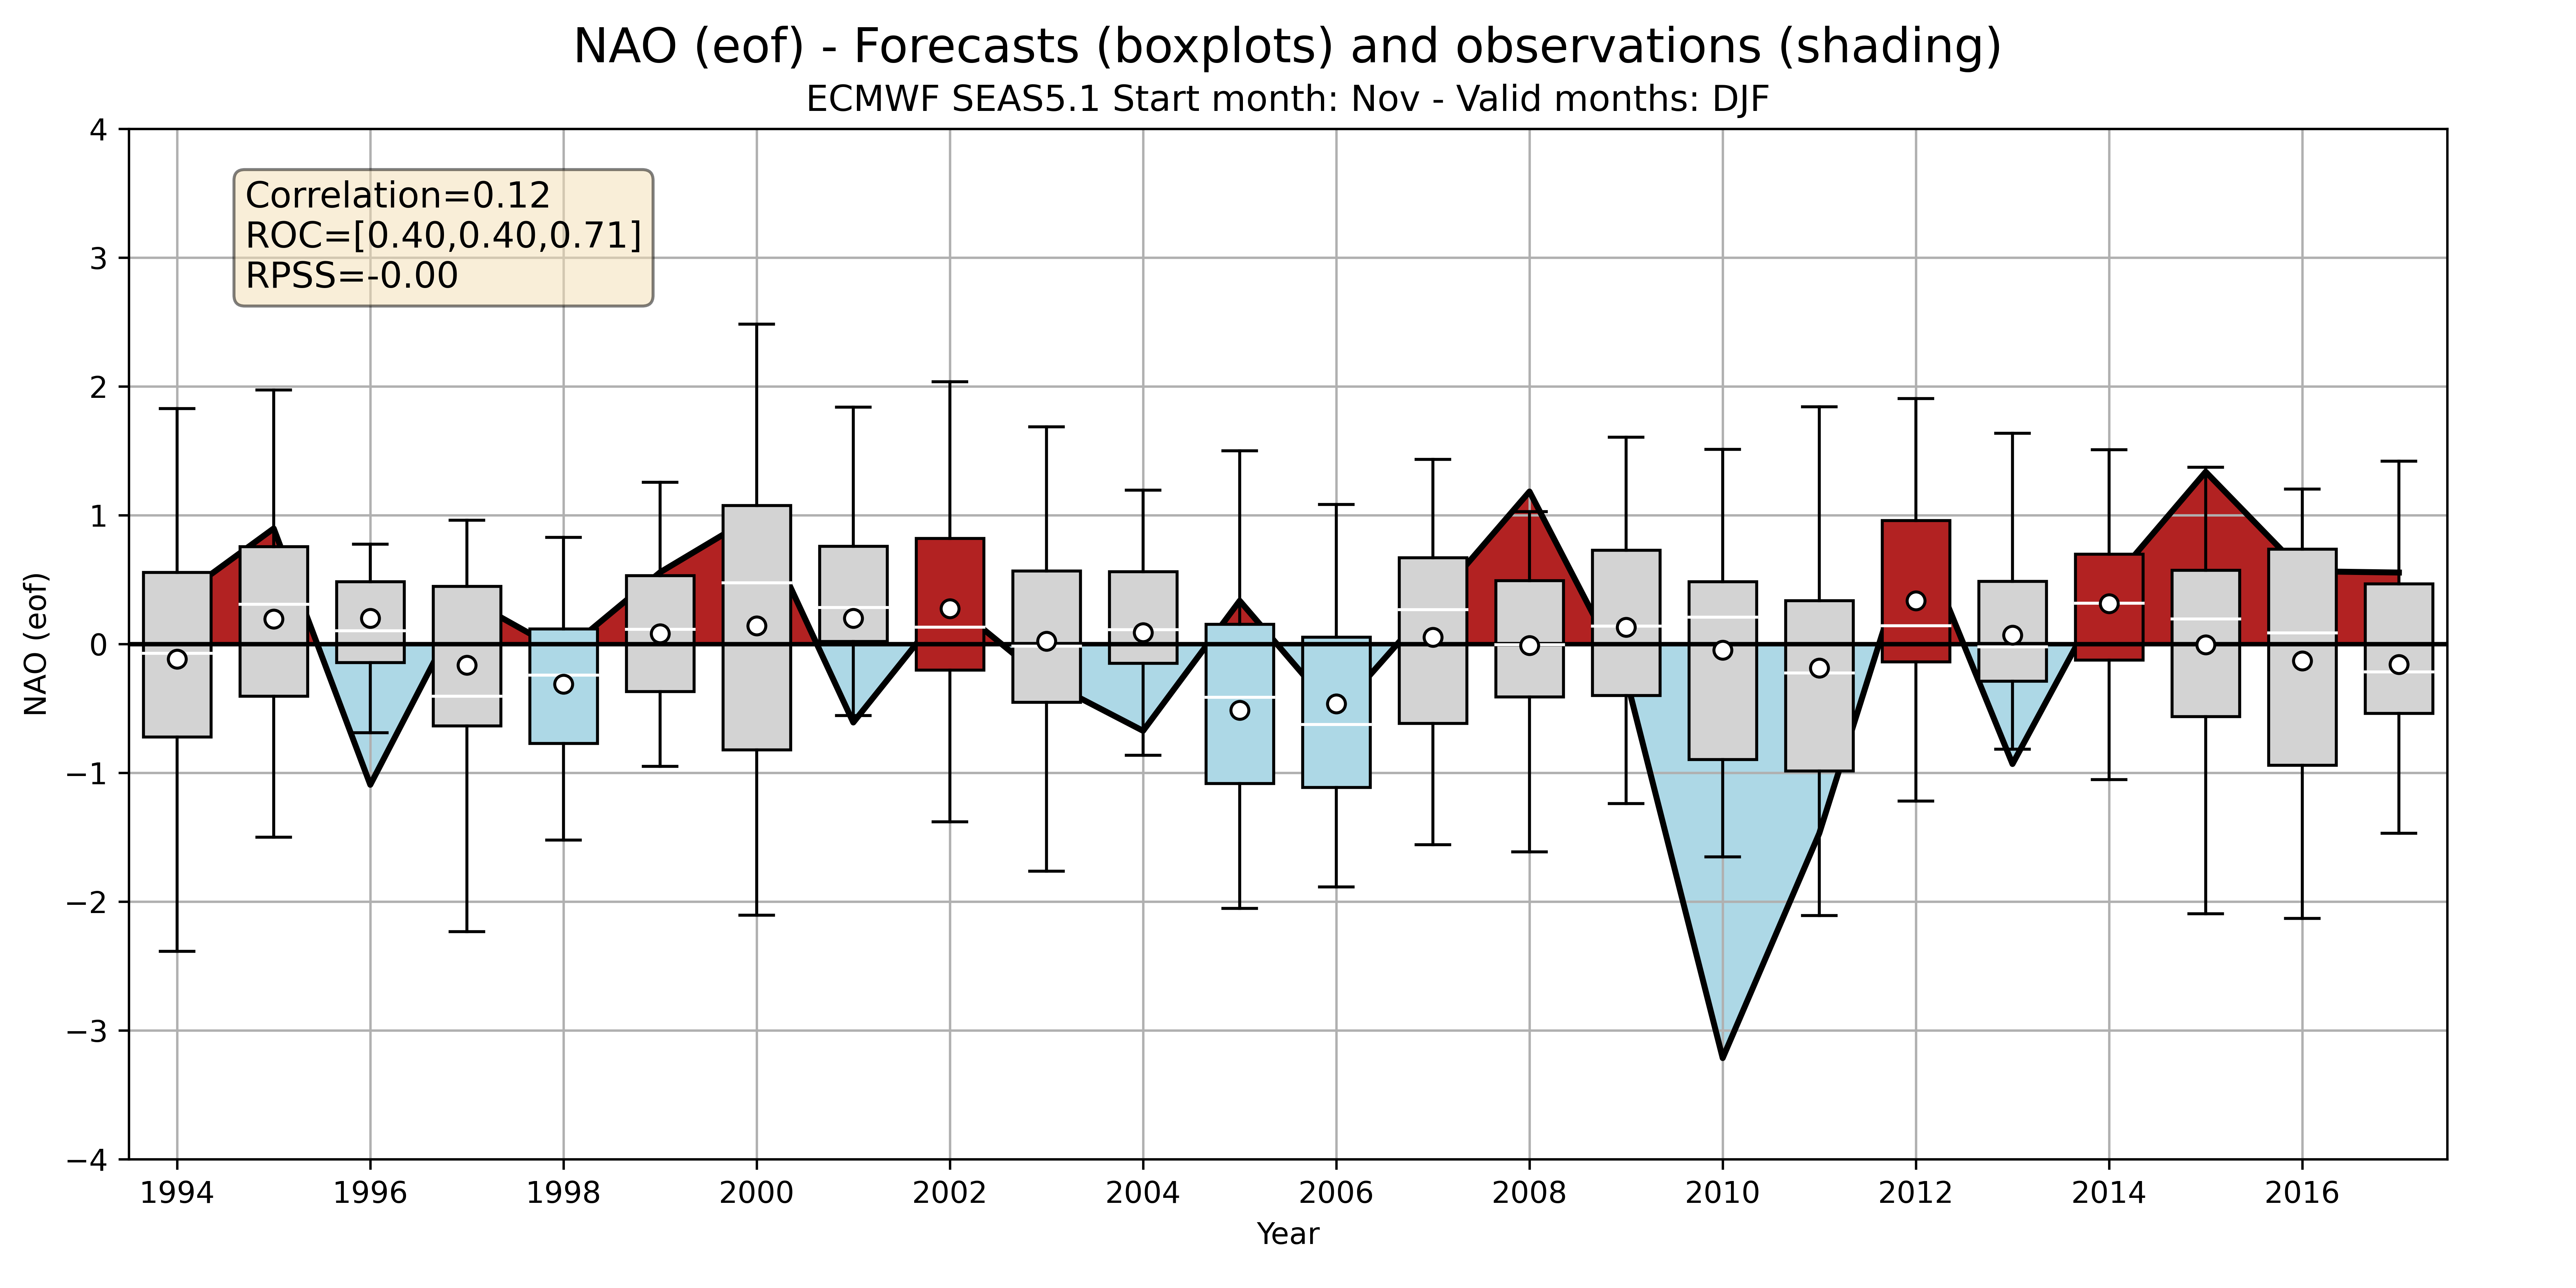 NAO (eof) - Forecasts (boxplots) and observations (shading)
ECMWF SEAS5.1 Start month: Nov - Valid months: DJF
Correlation=0.12
ROC=[0.40,0.40,0.71]
RPSS=-0.00
NAO (eof)
4
3
2
1
0
−1
−2
−3
−4
1994 1996 1998 2000 2002 2004 2006 2008 2010 2012 2014 2016
Year